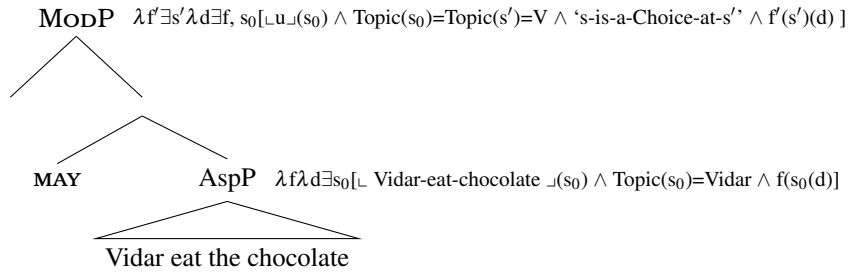 MODP λf′∃s′λd∃f, s₀[⌞u⌟(s₀) ∧ Topic(s₀)=Topic(s′)=V ∧ ‘s-is-a-Choice-at-s’’ ∧ f′(s′)(d) ]
MAY AspP λfλd∃s₀[⌞ Vidar-eat-chocolate ⌟(s₀) ∧ Topic(s₀)=Vidar ∧ f(s₀(d)]
Vidar eat the chocolate